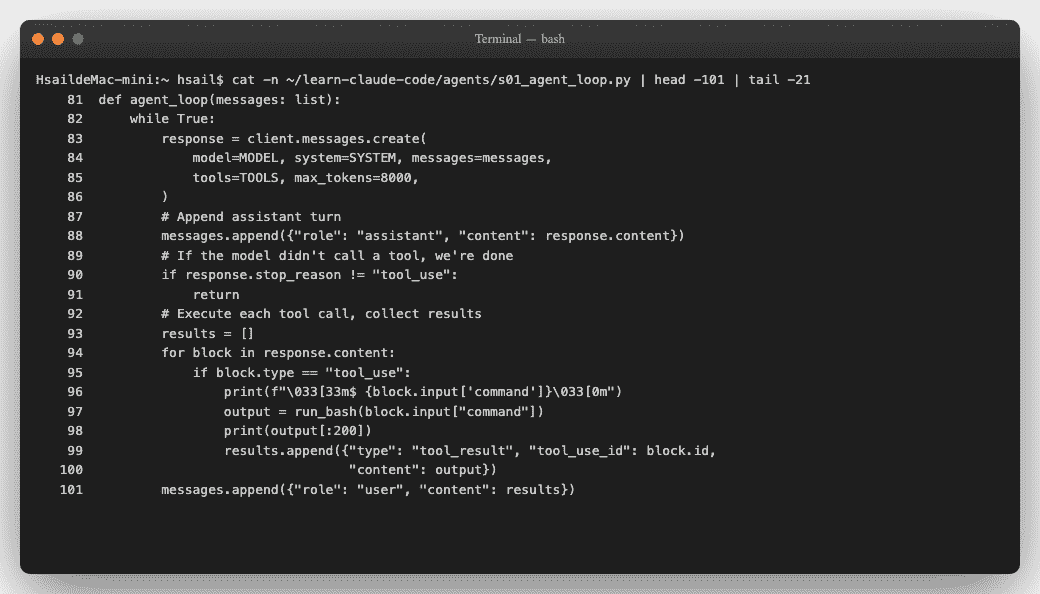 Terminal — bash
HsaildeMac-mini:~ hsail$ cat -n ~/learn-claude-code/agents/s01_agent_loop.py | head -101 | tail -21
    81  def agent_loop(messages: list):
    82      while True:
    83          response = client.messages.create(
    84              model=MODEL, system=SYSTEM, messages=messages,
    85              tools=TOOLS, max_tokens=8000,
    86          )
    87          # Append assistant turn
    88          messages.append({"role": "assistant", "content": response.content})
    89          # If the model didn't call a tool, we're done
    90          if response.stop_reason != "tool_use":
    91              return
    92          # Execute each tool call, collect results
    93          results = []
    94          for block in response.content:
    95              if block.type == "tool_use":
    96                  print(f"\033[33m$ {block.input['command']}\033[0m")
    97                  output = run_bash(block.input["command"])
    98                  print(output[:200])
    99                  results.append({"type": "tool_result", "tool_use_id": block.id,
   100                                  "content": output})
   101          messages.append({"role": "user", "content": results})